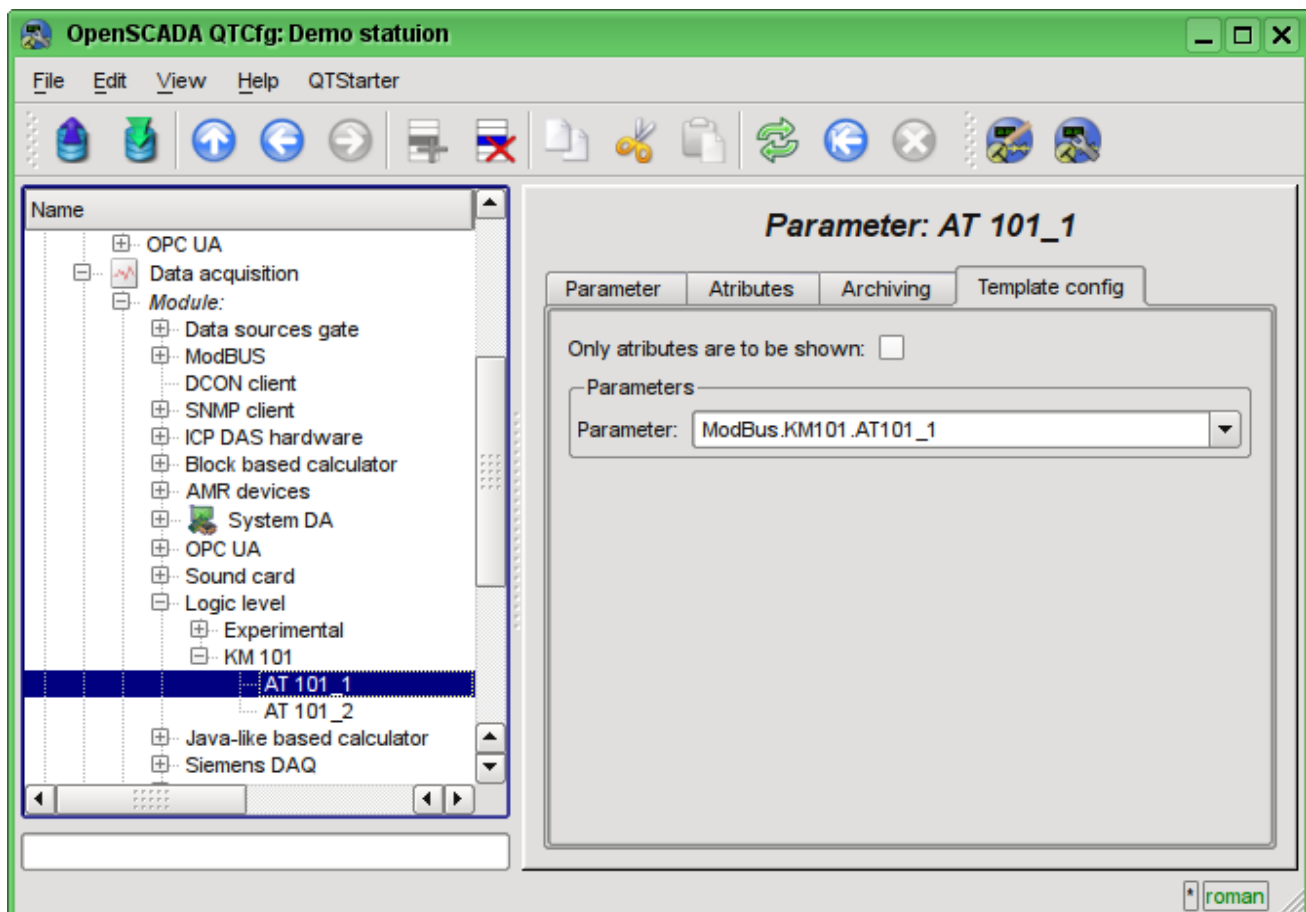 OpenSCADA QTCfg: Demo statuion
File Edit View Help QTStarter
Name
OPC UA
Data acquisition
Module:
Data sources gate
ModBUS
DCON client
SNMP client
ICP DAS hardware
Block based calculator
AMR devices
System DA
OPC UA
Sound card
Logic level
Experimental
KM 101
AT 101_1
AT 101_2
Java-like based calculator
Siemens DAQ
Parameter: AT 101_1
Parameter Atributes Archiving Template config
Only atributes are to be shown:
Parameters
Parameter: ModBus.KM101.AT101_1
* roman